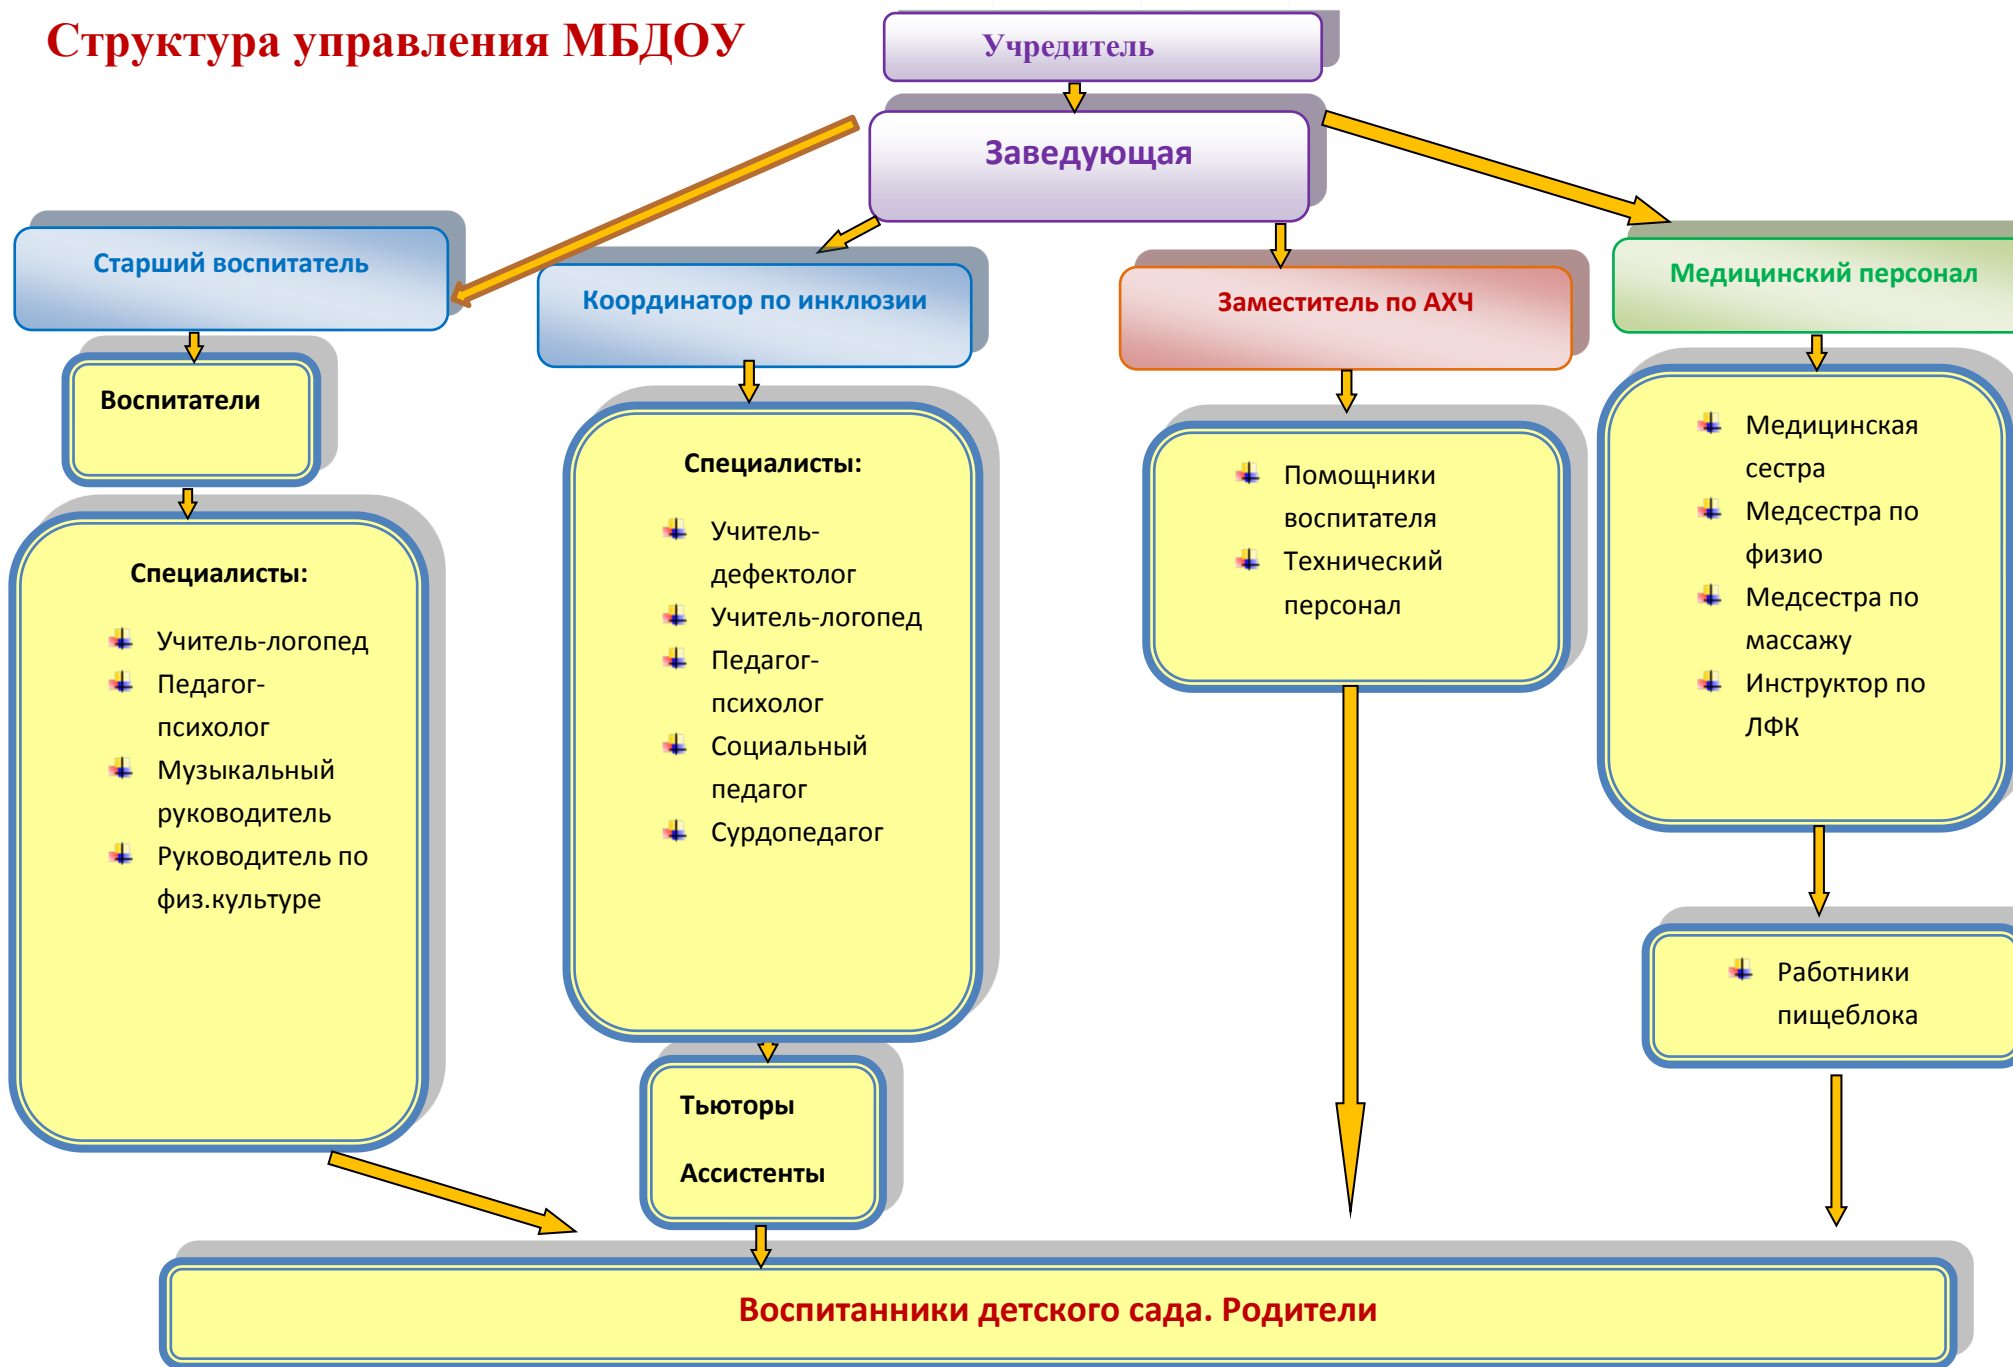 Структура управления МБДОУ
Учредитель
Заведующая
Старший воспитатель
Координатор по инклюзии
Заместитель по АХЧ
Медицинский персонал
Воспитатели
Специалисты:
Учитель-логопед
Педагог-
психолог
Музыкальный
руководитель
Руководитель по
физ.культуре
Специалисты:
Учитель-
дефектолог
Учитель-логопед
Педагог-
психолог
Социальный
педагог
Сурдопедагог
Тьюторы
Ассистенты
Помощники
воспитателя
Технический
персонал
Медицинская
сестра
Медсестра по
физио
Медсестра по
массажу
Инструктор по
ЛФК
Работники
пищеблока
Воспитанники детского сада. Родители